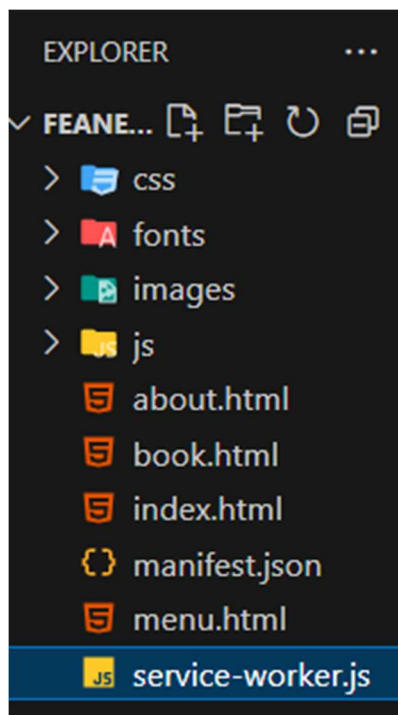 EXPLORER ...
FEANE...
css
fonts
images
js
about.html
book.html
index.html
{} manifest.json
menu.html
JS service-worker.js